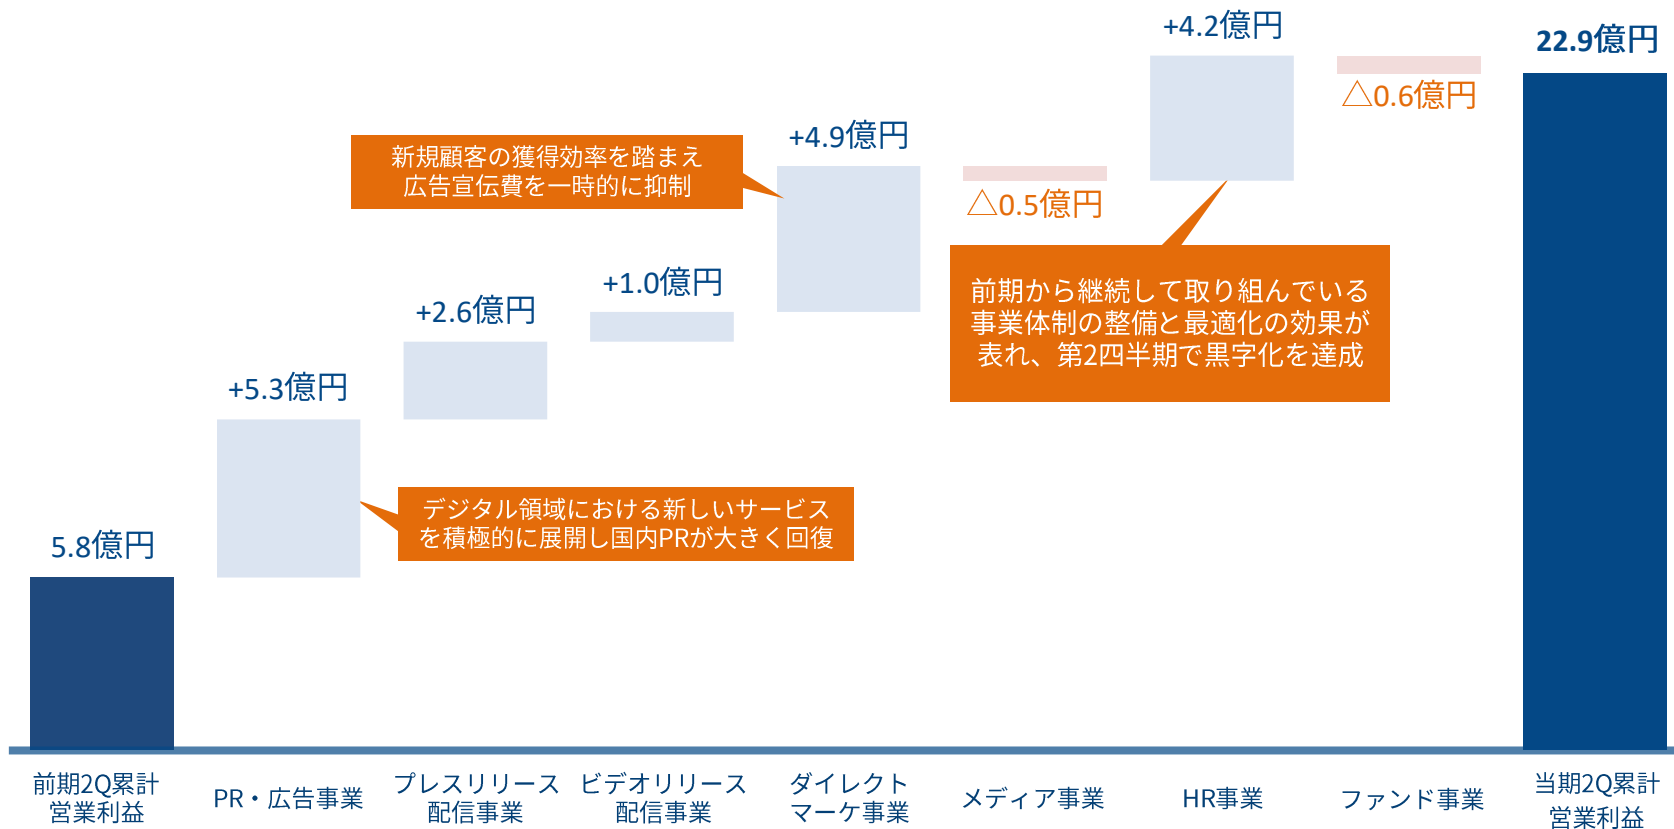 5.8億円
+5.3億円
+2.6億円
+1.0億円
+4.9億円
△0.5億円
+4.2億円
△0.6億円
22.9億円
新規顧客の獲得効率を踏まえ
広告宣伝費を一時的に抑制
前期から継続して取り組んでいる
事業体制の整備と最適化の効果が
表れ、第2四半期で黒字化を達成
デジタル領域における新しいサービス
を積極的に展開し国内PRが大きく回復
前期2Q累計
営業利益
PR・広告事業
プレスリリース
配信事業
ビデオリリース
配信事業
ダイレクト
マーケ事業
メディア事業
HR事業
ファンド事業
当期2Q累計
営業利益